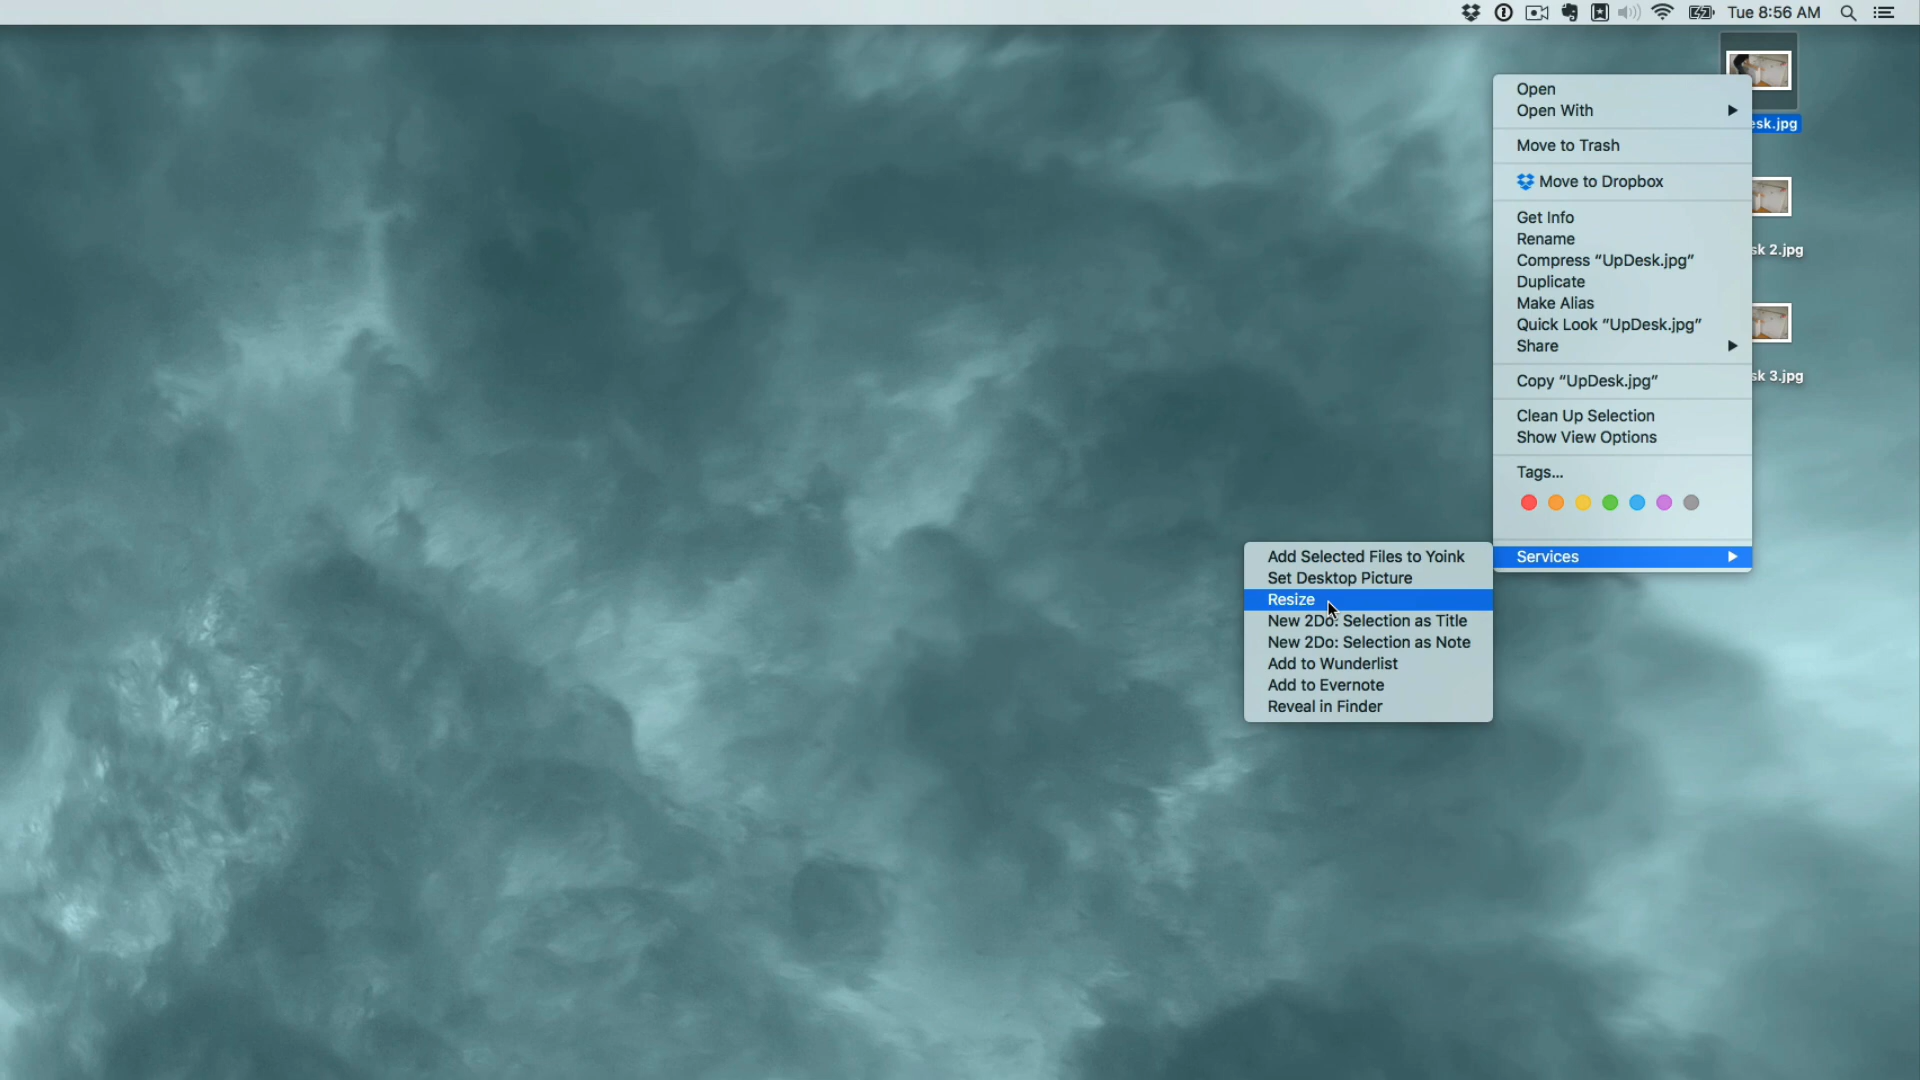 Tue 8:56 AM
Open
Open With
esk.jpg
Move to Trash
Move to Dropbox
Get Info
Rename
sk 2.jpg
Compress “UpDesk.jpg”
Duplicate
Make Alias
Quick Look “UpDesk.jpg”
Share
Copy “UpDesk.jpg”
sk 3.jpg
Clean Up Selection
Show View Options
Tags...
Services
Add Selected Files to Yoink
Set Desktop Picture
Resize
New 2Do: Selection as Title
New 2Do: Selection as Note
Add to Wunderlist
Add to Evernote
Reveal in Finder